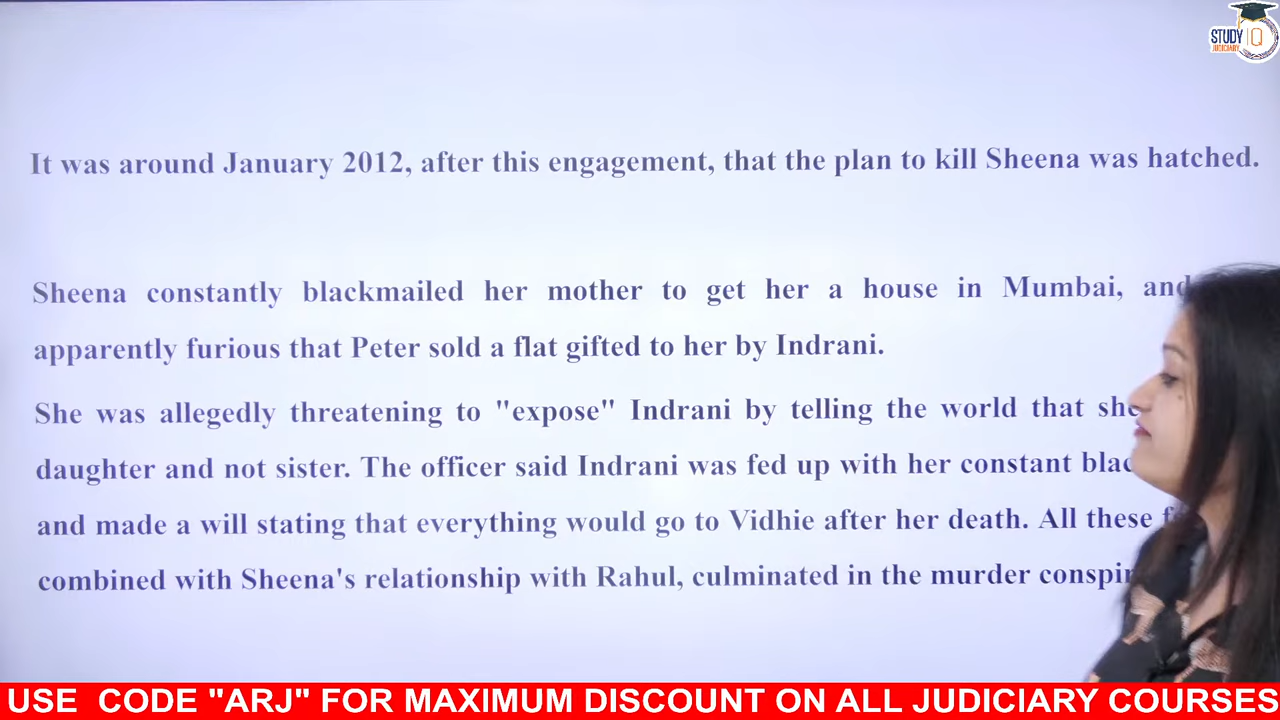 STUDY IQ
JUDICIARY
It was around January 2012, after this engagement, that the plan to kill Sheena was hatched.
Sheena constantly blackmailed her mother to get her a house in Mumbai, and
apparently furious that Peter sold a flat gifted to her by Indrani.
She was allegedly threatening to "expose" Indrani by telling the world that she
daughter and not sister. The officer said Indrani was fed up with her constant
and made a will stating that everything would go to Vidhie after her death. All these
combined with Sheena's relationship with Rahul, culminated in the murder
USE CODE "ARJ" FOR MAXIMUM DISCOUNT ON ALL JUDICIARY COURSES